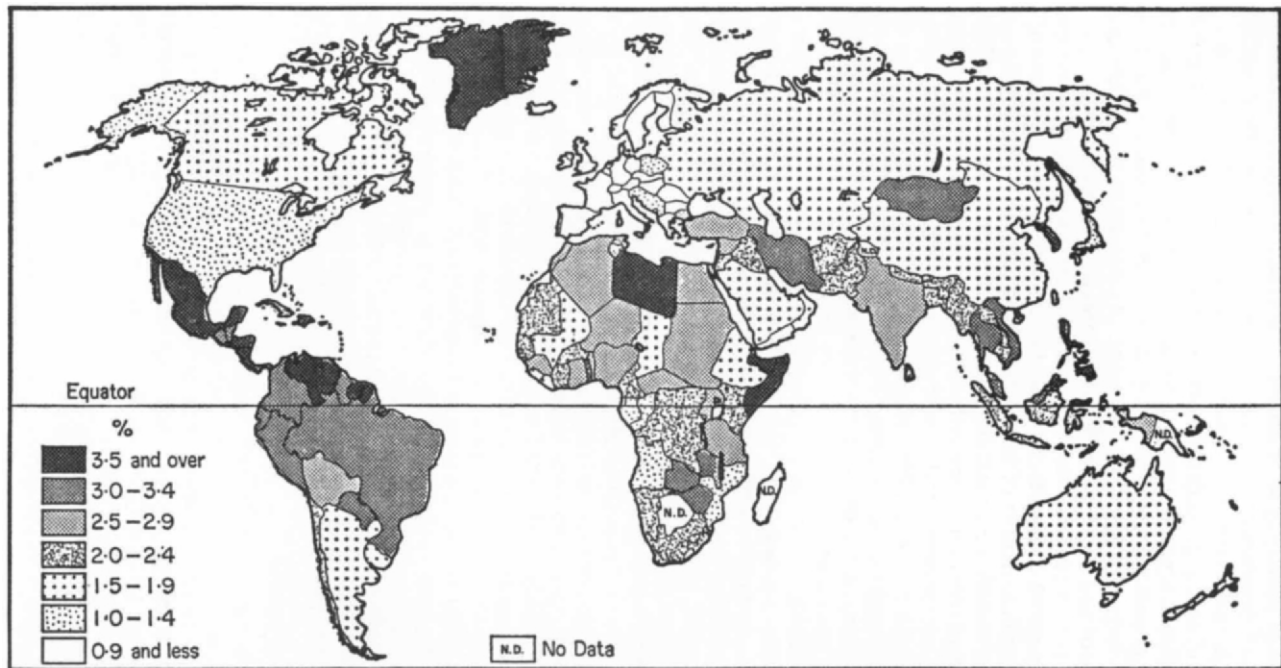 Equator
%
3·5 and over
3·0–3·4
2·5–2·9
2·0–2·4
1·5–1·9
1·0–1·4
0·9 and less
N.D.
N.D.
N.D.
N.D. No Data